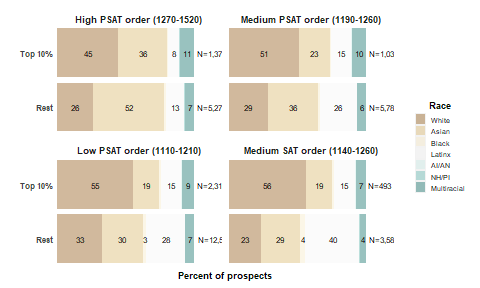 High PSAT order (1270-1520)
Medium PSAT order (1190-1260)
Top 10%
45 36 8 11 N=1,37
51 23 15 10 N=1,03
Rest
26 52 13 7 N=5,27
29 36 26 6 N=5,78
Low PSAT order (1110-1210)
Medium SAT order (1140-1260)
Top 10%
55 19 15 9 N=2,31
56 19 15 7 N=493
Rest
33 30 3 28 7 N=12,5
23 29 4 40 4 N=3,58
Percent of prospects
Race
White
Asian
Black
Latinx
AI/AN
NH/PI
Multiracial